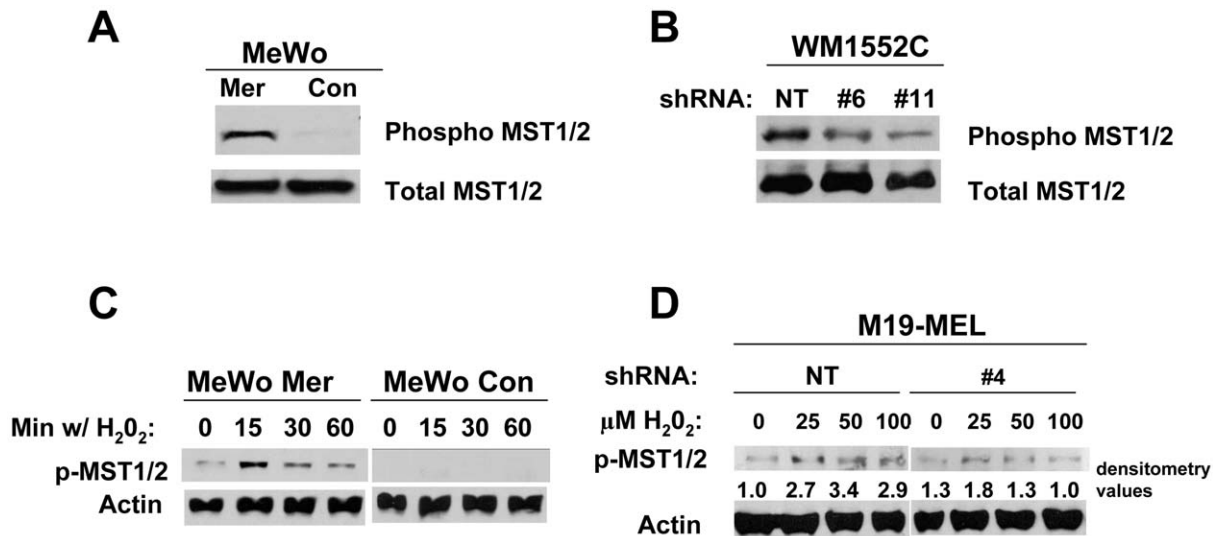 A
MeWo
Mer Con
Phospho MST1/2
Total MST1/2
B
WM1552C
shRNA: NT #6 #11
Phospho MST1/2
Total MST1/2
C
MeWo Mer MeWo Con
Min w/ H₂0₂: 0 15 30 60 0 15 30 60
p-MST1/2
Actin
D
M19-MEL
shRNA: NT #4
μM H₂0₂: 0 25 50 100 0 25 50 100
p-MST1/2
densitometry
values
1.0 2.7 3.4 2.9 1.3 1.8 1.3 1.0
Actin